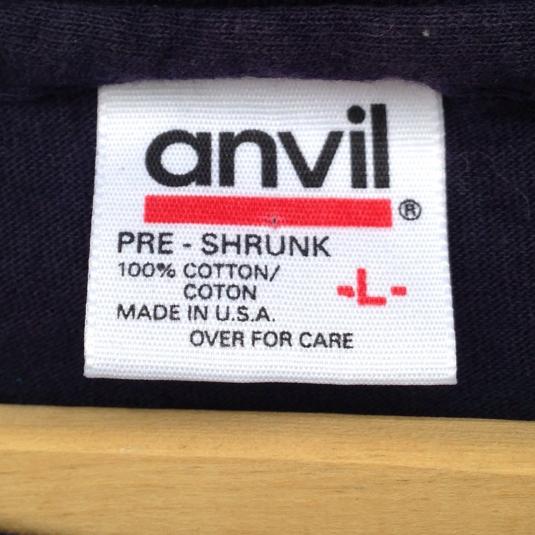 anvil ®
PRE - SHRUNK
100% COTTON/
COTON -L-
MADE IN U.S.A.
OVER FOR CARE